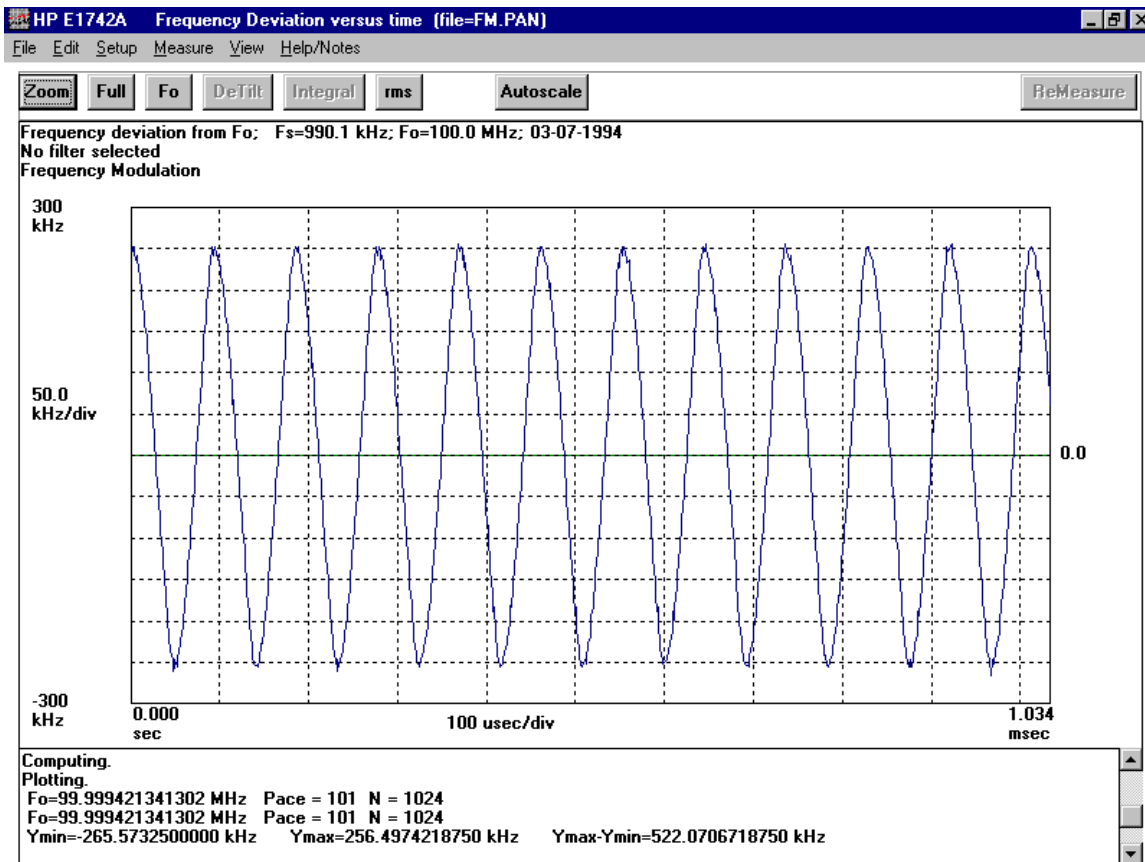 HP E1742A Frequency Deviation versus time (file=FM.PAN)
File Edit Setup Measure View Help/Notes
Zoom Full Fo DeTilt Integral rms Autoscale ReMeasure
Frequency deviation from Fo; Fs=990.1 kHz; Fo=100.0 MHz; 03-07-1994
No filter selected
Frequency Modulation
300
kHz
50.0
kHz/div
0.0
-300
kHz
0.000
sec
100 usec/div
1.034
msec
Computing.
Plotting.
Fo=99.999421341302 MHz Pace = 101 N = 1024
Fo=99.999421341302 MHz Pace = 101 N = 1024
Ymin=-265.5732500000 kHz Ymax=256.4974218750 kHz Ymax-Ymin=522.0706718750 kHz